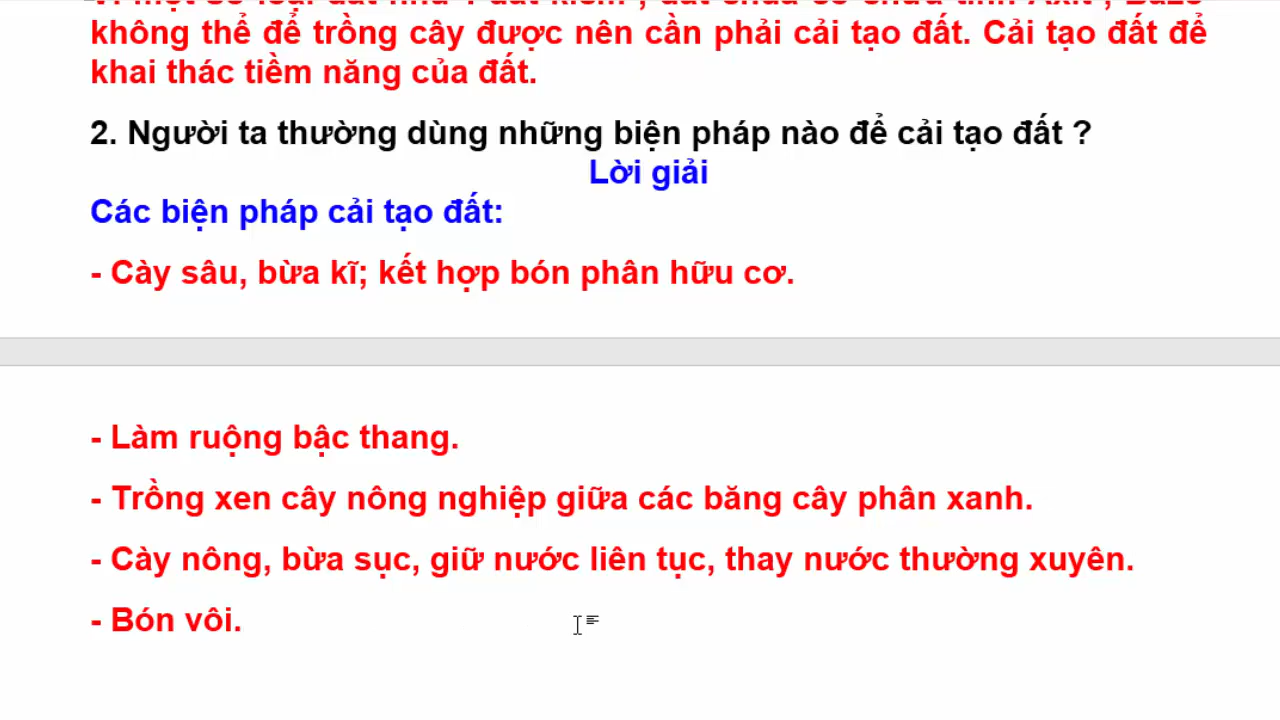 không thể để trồng cây được nên cần phải cải tạo đất. Cải tạo đất để
khai thác tiềm năng của đất.
2. Người ta thường dùng những biện pháp nào để cải tạo đất ?
Lời giải
Các biện pháp cải tạo đất:
- Cày sâu, bừa kĩ; kết hợp bón phân hữu cơ.
- Làm ruộng bậc thang.
- Trồng xen cây nông nghiệp giữa các băng cây phân xanh.
- Cày nông, bừa sục, giữ nước liên tục, thay nước thường xuyên.
- Bón vôi.